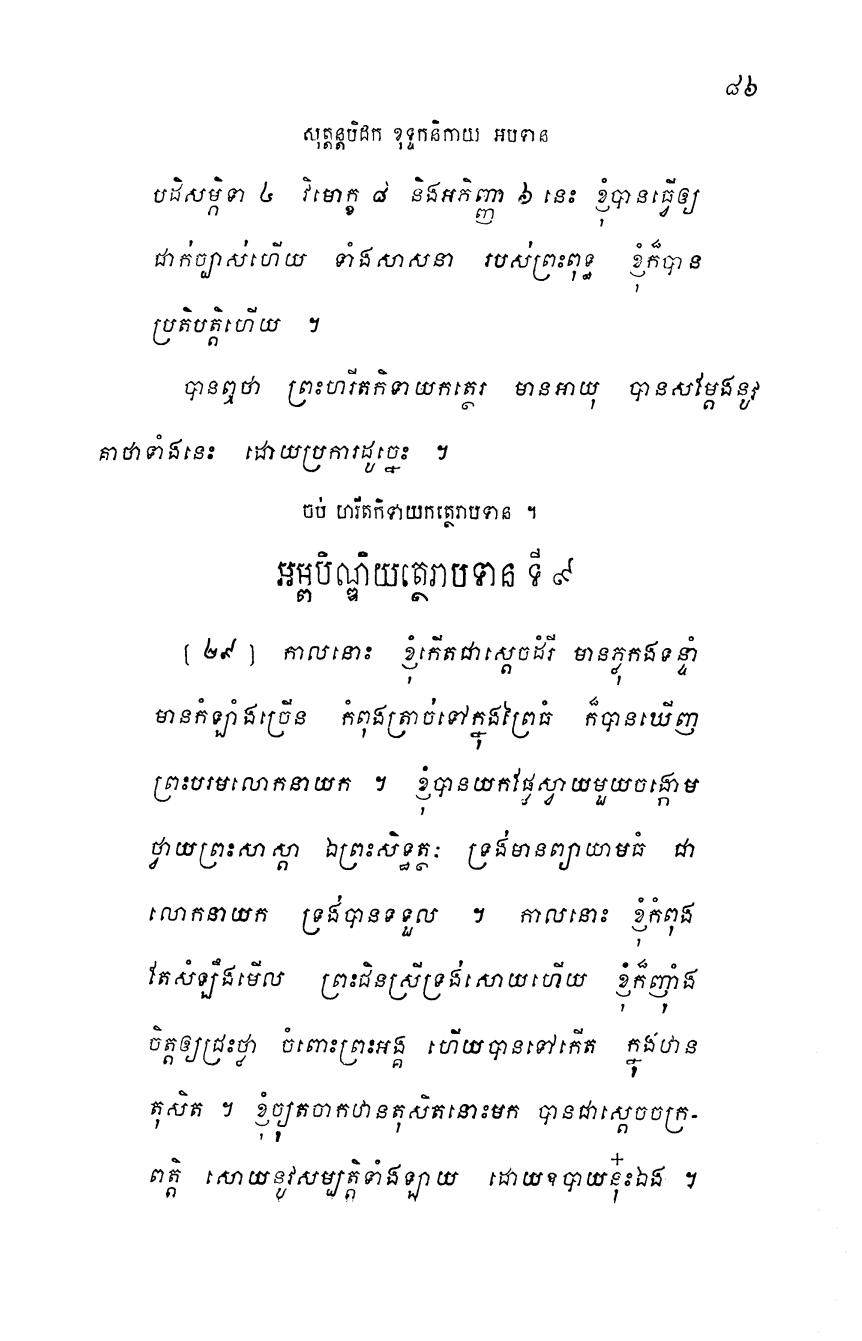 ៨៦
សុត្តន្តបិដក ខុទ្ទកនិកាយ អបទាន
បដិសម្ភិទា ៤ វិមោក្ខ ៨ និងអភិញ្ញា ៦ នេះ ខ្ញុំបានធ្វើឲ្យ
ជាក់ច្បាស់ហើយ ទាំងសាសនា របស់ព្រះពុទ្ធ ខ្ញុំក៏បាន
ប្រតិបត្តិហើយ ។
បានឮថា ព្រះហរីតកិទាយកត្ថេរ មានអាយុ បានសម្ដែងនូវ
គាថាទាំងនេះ ដោយប្រការដូច្នេះ ។
ចប់ ហរីតកិទាយកត្ថេរាបទាន ។
អម្ពបិណ្ឌិយត្ថេរាបទាន ទី ៩
[ ២៩ ] កាលនោះ ខ្ញុំកើតជាស្ដេចដំរី មានភ្លុកងទន្ទាំ
មានកំឡាំងច្រើន កំពុងត្រាច់ទៅក្នុងព្រៃធំ ក៏បានឃើញ
ព្រះបរមលោកនាយក ។ ខ្ញុំបានយកផ្លែស្វាយមួយចង្កោម
ថ្វាយព្រះសាស្ដា ឯព្រះសិទ្ធត្ថៈ ទ្រង់មានព្យាយាមធំ ជា
លោកនាយក ទ្រង់បានទទួល ។ កាលនោះ ខ្ញុំកំពុង
តែសំឡឹងមើល ព្រះជិនស្រីទ្រង់សោយហើយ ខ្ញុំក៏ញ៉ាំង
ចិត្តឲ្យជ្រះថ្លា ចំពោះព្រះអង្គ ហើយបានទៅកើត ក្នុងឋាន
តុសិត ។ ខ្ញុំច្យុតចាកឋានតុសិតនោះមក បានជាស្ដេចចក្រ-
ពត្តិ សោយនូវសម្បត្តិទាំងឡាយ ដោយឧបាយនុ៎ះឯង ។